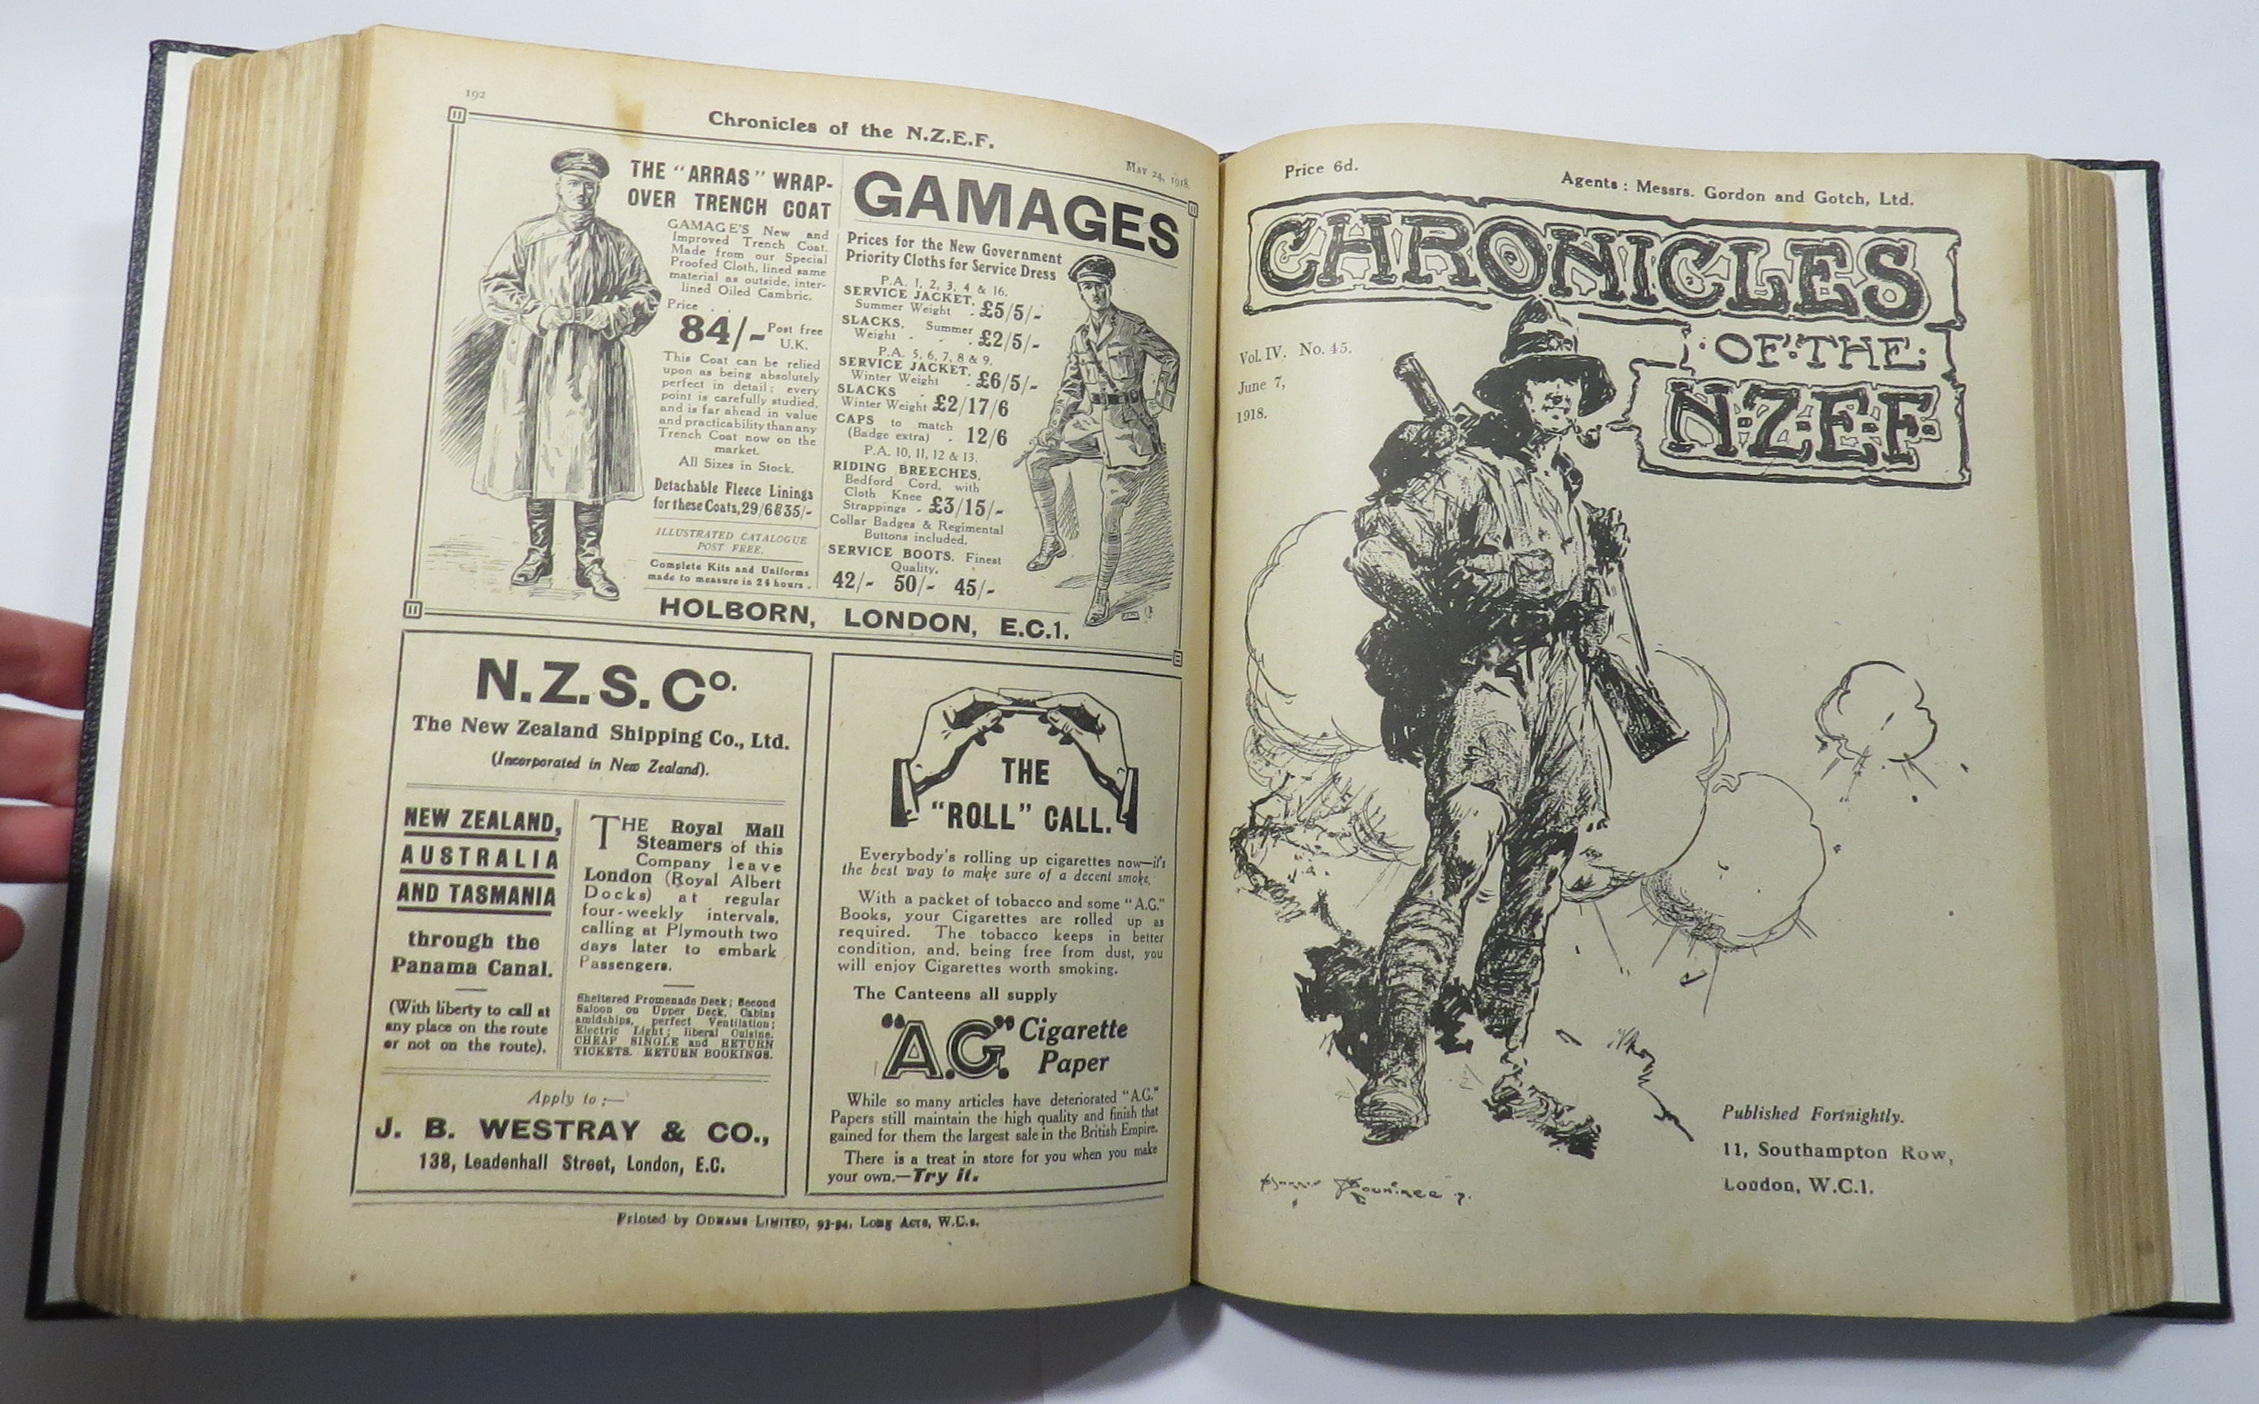 192
Chronicles of the N.Z.E.F.
May 24, 1918.
THE "ARRAS" WRAP-
OVER TRENCH COAT
GAMAGE'S New and
Improved Trench Coat.
Made from our Special
Proofed Cloth, lined same
material as outside, inter-
lined Oiled Cambric.
Price
84/- Post free
U.K.
This Coat can be relied
upon as being absolutely
perfect in detail; every
point is carefully studied,
and is far ahead in value
and practicability than any
Trench Coat now on the
market.
All Sizes in Stock.
Detachable Fleece Linings
for these Coats, 29/6 & 35/-
ILLUSTRATED CATALOGUE
POST FREE.
Complete Kits and Uniforms
made to measure in 24 hours.
GAMAGES
Prices for the New Government
Priority Cloths for Service Dress
P.A. 1, 2, 3, 4 & 16.
SERVICE JACKET.
Summer Weight - £5/5/-
SLACKS. Summer
Weight - - - £2/5/-
P.A. 5, 6, 7, 8 & 9.
SERVICE JACKET.
Winter Weight - £6/5/-
SLACKS
Winter Weight £2/17/6
CAPS to match
(Badge extra) - 12/6
P.A. 10, 11, 12 & 13.
RIDING BREECHES.
Bedford Cord, with
Cloth Knee
Strappings - £3/15/-
Collar Badges & Regimental
Buttons included.
SERVICE BOOTS. Finest
Quality.
42/- 50/- 45/-
HOLBORN, LONDON, E.C.1.
N.Z.S. Co.
The New Zealand Shipping Co., Ltd.
(Incorporated in New Zealand).
NEW ZEALAND,
AUSTRALIA
AND TASMANIA
through the
Panama Canal.
(With liberty to call at
any place on the route
or not on the route).
THE Royal Mail
Steamers of this
Company leave
London (Royal Albert
Docks) at regular
four-weekly intervals,
calling at Plymouth two
days later to embark
Passengers.
Sheltered Promenade Deck; Second
Saloon on Upper Deck, Cabins
amidships, perfect Ventilation;
Electric Light; liberal Cuisine.
CHEAP SINGLE and RETURN
TICKETS. RETURN BOOKINGS.
Apply to:—
J. B. WESTRAY & CO.,
138, Leadenhall Street, London, E.C.
THE
"ROLL" CALL.
Everybody's rolling up cigarettes now—it's
the best way to make sure of a decent smoke.
With a packet of tobacco and some "A.G."
Books, your Cigarettes are rolled up as
required. The tobacco keeps in better
condition, and, being free from dust, you
will enjoy Cigarettes worth smoking.
The Canteens all supply
"A.G." Cigarette
Paper
While so many articles have deteriorated "A.G."
Papers still maintain the high quality and finish that
gained for them the largest sale in the British Empire.
There is a treat in store for you when you make
your own.—Try it.
Printed by ODHAMS LIMITED, 93-94, Long Acre, W.C.2.
Price 6d.
Agents: Messrs. Gordon and Gotch, Ltd.
CHRONICLES
OF·THE
N·Z·E·F·
Vol. IV. No. 45.
June 7,
1918.
Published Fortnightly.
11, Southampton Row,
London, W.C.1.